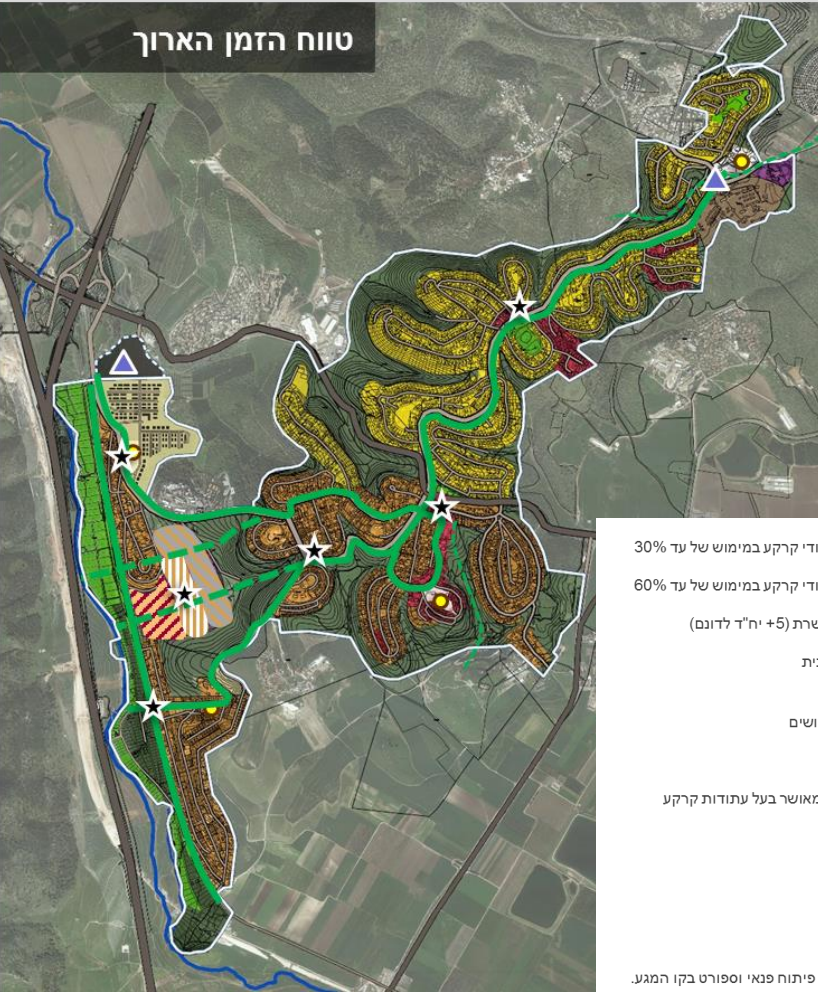 טווח הזמן הארוך
ודי קרקע במימוש של עד 30%
ודי קרקע במימוש של עד 60%
שרת (5+ יח"ד לדונם)
ושים
מאושר בעל עתודות קרקע
פיתוח פנאי וספורט בקו המגע.